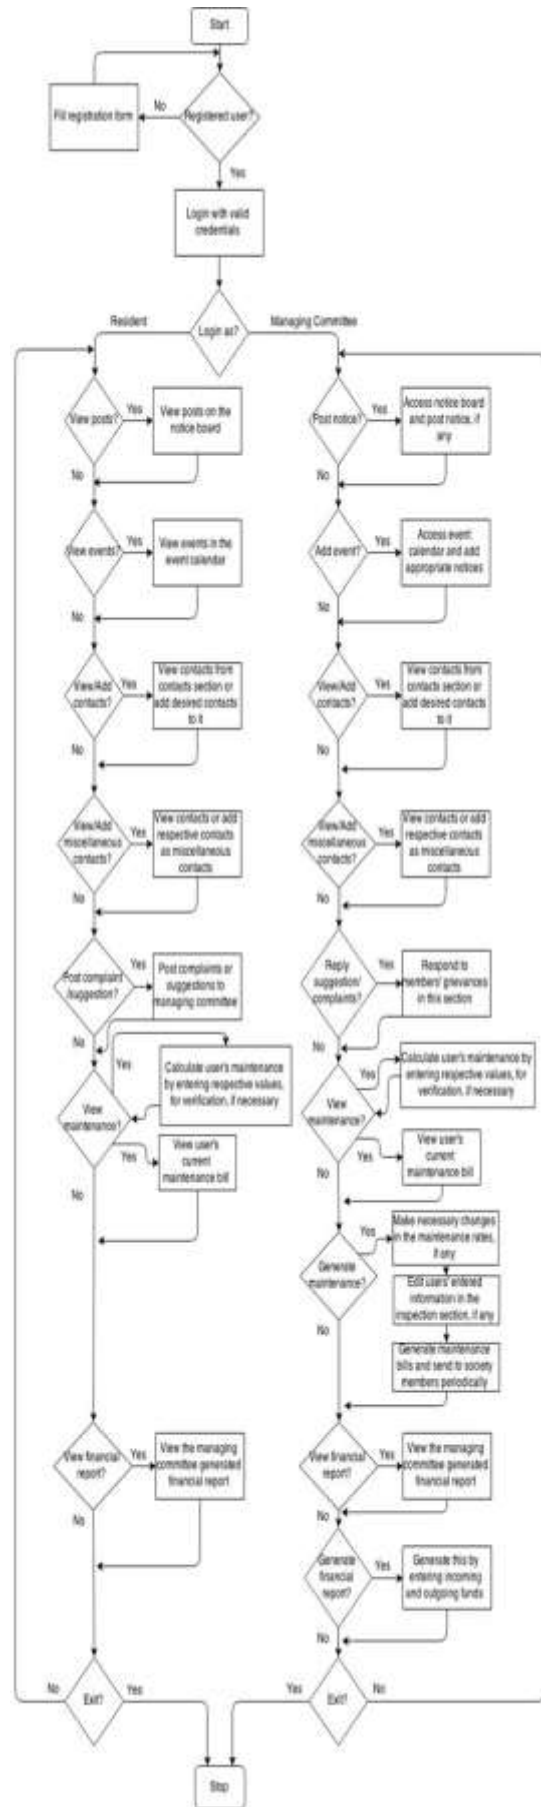 Start
Fill registration form
No
Registered user?
Yes
Login with valid
credentials
Resident
Login as?
Managing Committee
View posts?
Yes
View posts on the
notice board
No
Post notice?
Yes
Access notice board
and post notice, if
any
No
View events?
Yes
View events in the
event calendar
No
Add event?
Yes
Access event
calendar and add
appropriate notices
No
View/Add
contacts?
Yes
View contacts from
contacts section or
add desired contacts
to it
No
View/Add
contacts?
Yes
View contacts from
contacts section or
add desired contacts
to it
No
View/Add
miscellaneous
contacts?
Yes
View contacts or add
respective contacts
as miscellaneous
contacts
No
View/Add
miscellaneous
contacts?
Yes
View contacts or add
respective contacts
as miscellaneous
contacts
No
Post complaint
/suggestion?
Yes
Post complaints or
suggestions to
managing committee
No
Reply
suggestion/
complaints?
Yes
Respond to
members' grievances
in this section
No
View
maintenance?
Yes
Calculate user's maintenance
by entering respective values,
for verification, if necessary
Yes
View user's
current
maintenance bill
No
View
maintenance?
Yes
Calculate user's maintenance by
entering respective values, for
verification, if necessary
Yes
View user's
current
maintenance bill
No
Generate
maintenance?
Yes
Make necessary changes
in the maintenance rates,
if any
Edit users' entered
information in the
inspection section, if any
Generate maintenance
bills and send to society
members periodically
No
View financial
report?
Yes
View the managing
committee generated
financial report
No
View financial
report?
Yes
View the managing
committee generated
financial report
No
Generate
financial
report?
Yes
Generate this by
entering incoming
and outgoing funds
No
No
Exit?
Yes
Yes
Exit?
No
Stop